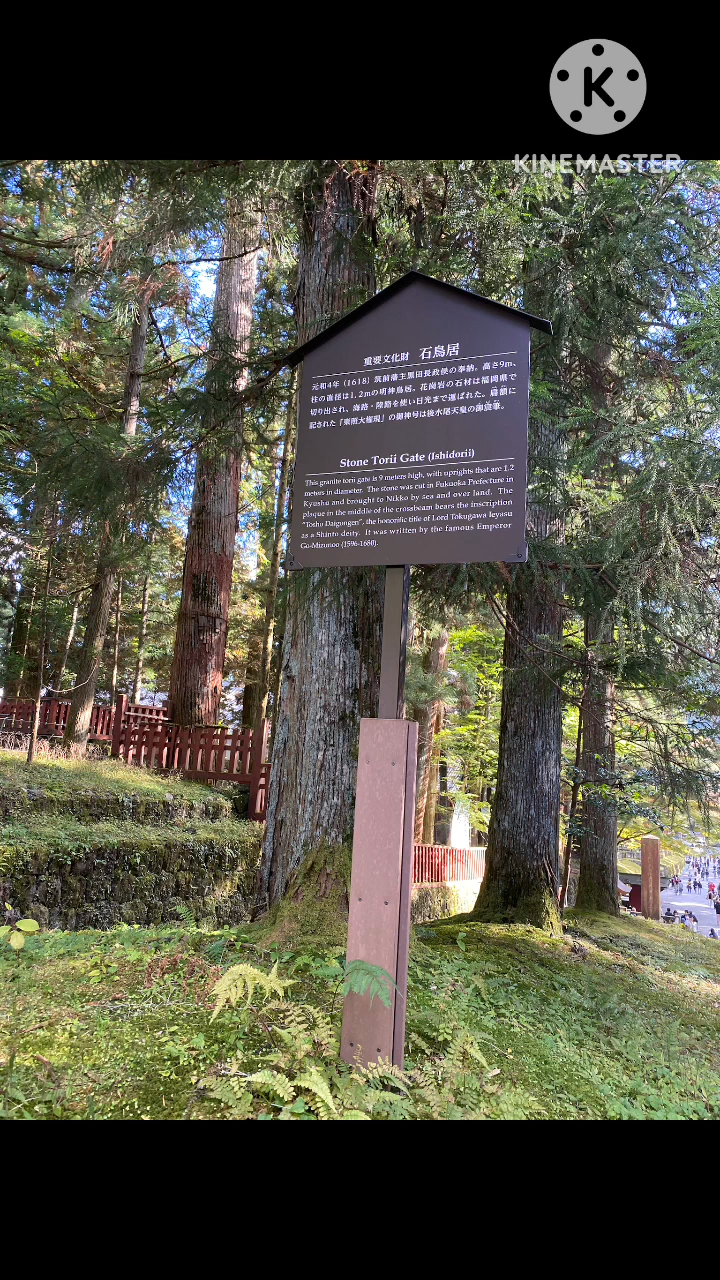 KINEMASTER
重要文化財 石鳥居
元和4年（1618）筑前藩主黒田長政侯の奉納。高さ9m、
柱の直径は1.2mの明神鳥居。花崗岩の石材は福岡県で
切り出され、海路・陸路を使い日光まで運ばれた。扁額に
記された「東照大権現」の御神号は後水尾天皇の御宸筆。
Stone Torii Gate (Ishidorii)
This granite torii gate is 9 meters high, with uprights that are 1.2
meters in diameter. The stone was cut in Fukuoka Prefecture in
Kyushu and brought to Nikko by sea and over land. The
plaque in the middle of the crossbeam bears the inscription
"Tosho Daigongen", the honorific title of Lord Tokugawa Ieyasu
as a Shinto deity. It was written by the famous Emperor
Go-Mizunoo (1596-1680).